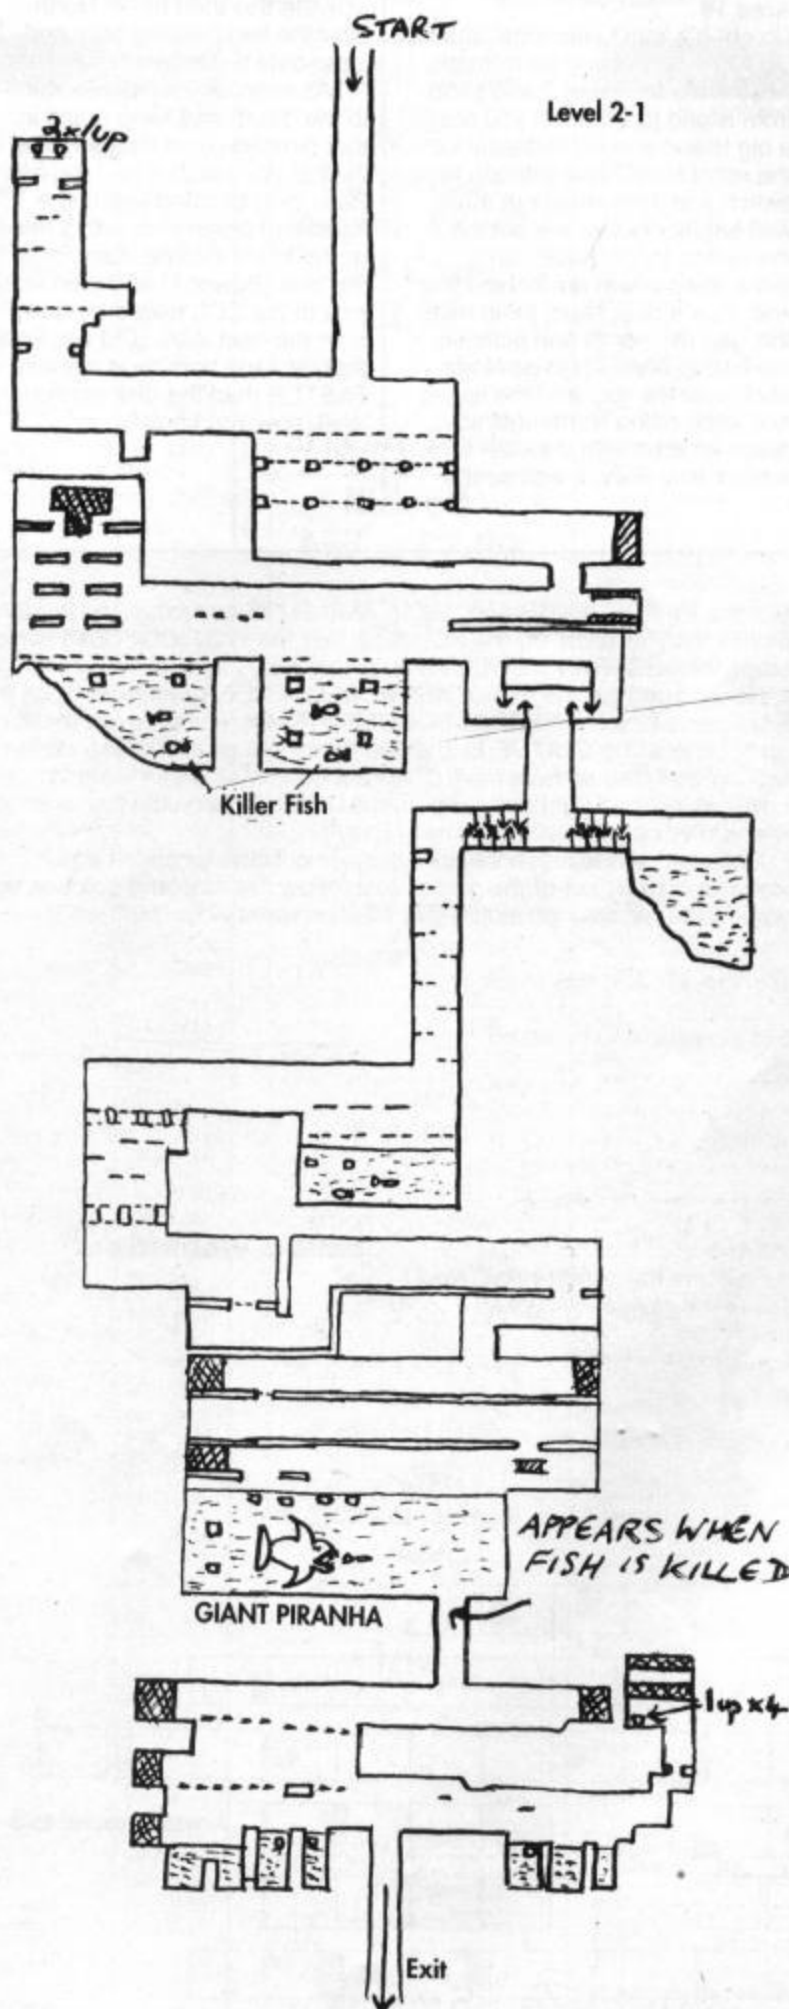 START
Level 2-1
2x1up
Killer Fish
APPEARS WHEN
FISH IS KILLED
GIANT PIRANHA
1up x4
Exit